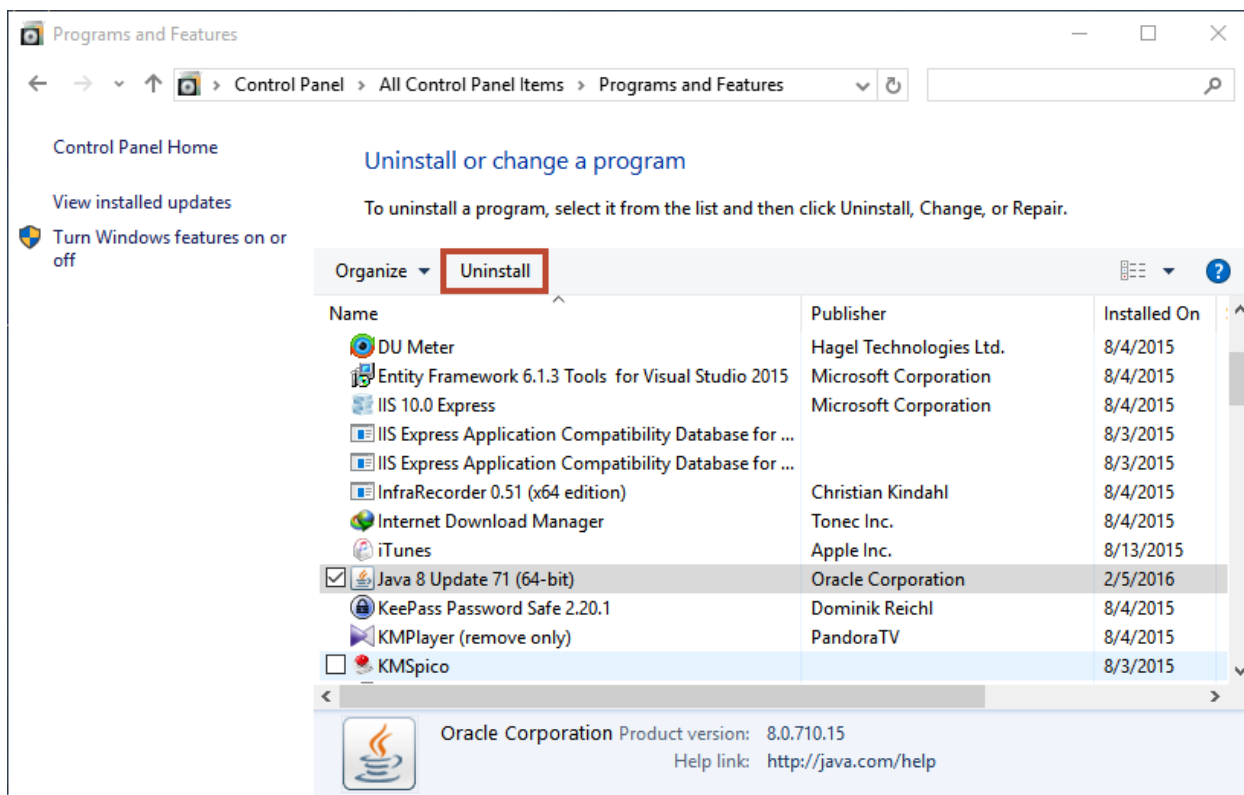 Programs and Features
Control Panel > All Control Panel Items > Programs and Features
Control Panel Home
View installed updates
Turn Windows features on or
off
Uninstall or change a program
To uninstall a program, select it from the list and then click Uninstall, Change, or Repair.
Organize Uninstall
Name Publisher Installed On
DU Meter Hagel Technologies Ltd. 8/4/2015
Entity Framework 6.1.3 Tools for Visual Studio 2015 Microsoft Corporation 8/4/2015
IIS 10.0 Express Microsoft Corporation 8/4/2015
IIS Express Application Compatibility Database for ... 8/3/2015
IIS Express Application Compatibility Database for ... 8/3/2015
InfraRecorder 0.51 (x64 edition) Christian Kindahl 8/4/2015
Internet Download Manager Tonec Inc. 8/4/2015
iTunes Apple Inc. 8/13/2015
Java 8 Update 71 (64-bit) Oracle Corporation 2/5/2016
KeePass Password Safe 2.20.1 Dominik Reichl 8/4/2015
KMPlayer (remove only) PandoraTV 8/4/2015
KMSpico 8/3/2015
Oracle Corporation Product version: 8.0.710.15
Help link: http://java.com/help